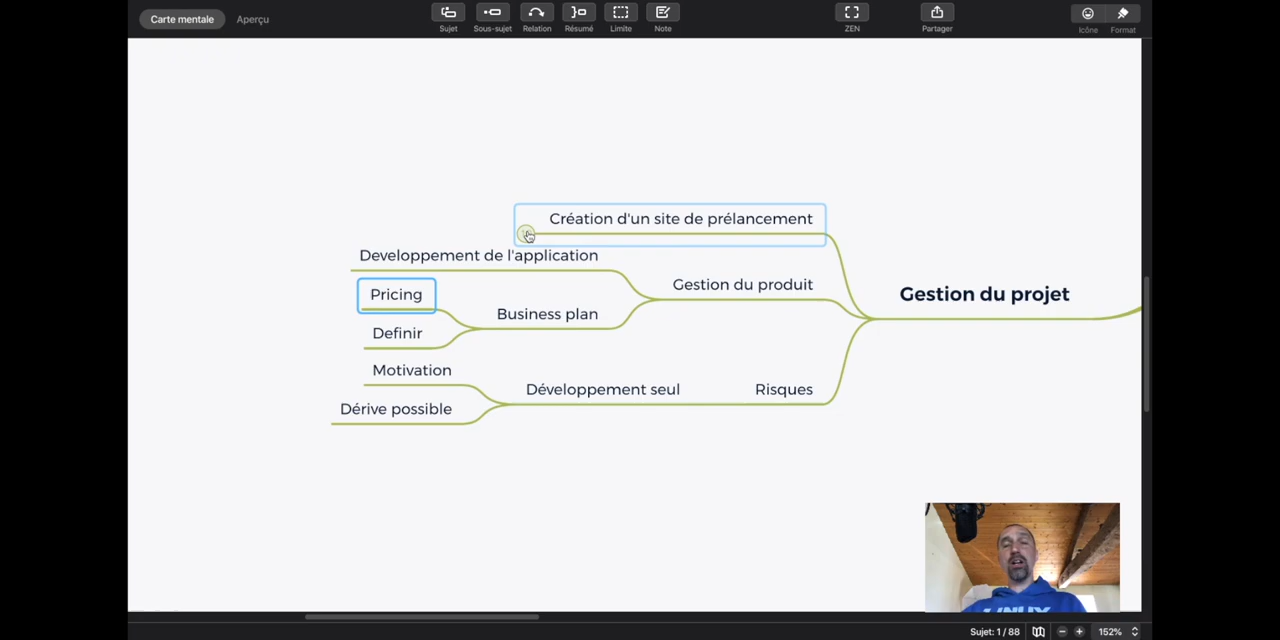 Carte mentale
Aperçu
Sujet
Sous-sujet
Relation
Résumé
Limite
Note
ZEN
Partager
Icône
Format
Création d'un site de prélancement
Developpement de l'application
Gestion du produit
Gestion du projet
Pricing
Business plan
Definir
Motivation
Développement seul
Risques
Dérive possible
LINUX
Sujet: 1 / 88
152%